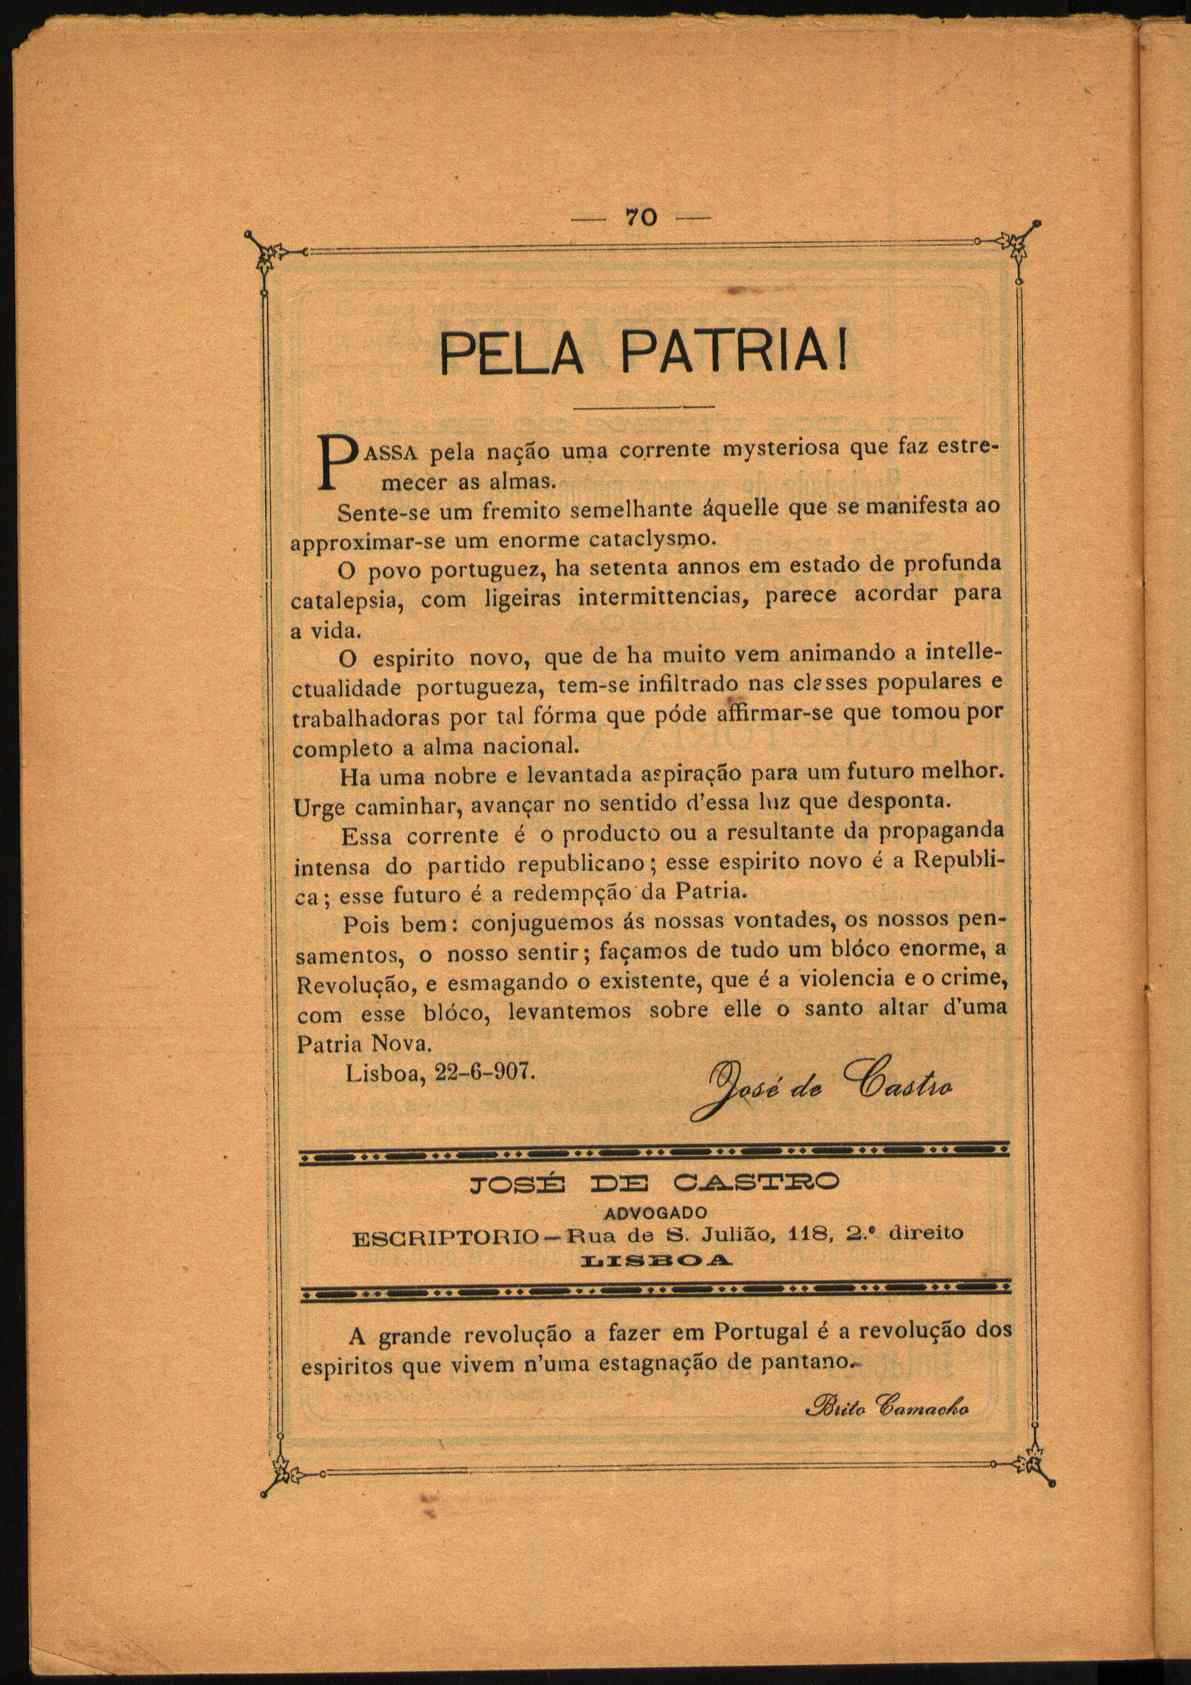 — 70 —
PELA PATRIA!
PASSA pela nação uma corrente mysteriosa que faz estre-
mecer as almas.
Sente-se um fremito semelhante áquelle que se manifesta ao
approximar-se um enorme cataclysmo.
O povo portuguez, ha setenta annos em estado de profunda
catalepsia, com ligeiras intermittencias, parece acordar para
a vida.
O espirito novo, que de ha muito vem animando a intelle-
ctualidade portugueza, tem-se infiltrado nas classes populares e
trabalhadoras por tal fórma que póde affirmar-se que tomou por
completo a alma nacional.
Ha uma nobre e levantada aspiração para um futuro melhor.
Urge caminhar, avançar no sentido d'essa luz que desponta.
Essa corrente é o producto ou a resultante da propaganda
intensa do partido republicano; esse espirito novo é a Republi-
ca; esse futuro é a redempção da Patria.
Pois bem: conjuguemos ás nossas vontades, os nossos pen-
samentos, o nosso sentir; façamos de tudo um blóco enorme, a
Revolução, e esmagando o existente, que é a violencia e o crime,
com esse blóco, levantemos sobre elle o santo altar d'uma
Patria Nova.
Lisboa, 22-6-907.
José de Castro
JOSÉ DE CASTRO
ADVOGADO
ESCRIPTORIO — Rua de S. Julião, 118, 2.º direito
LISBOA
A grande revolução a fazer em Portugal é a revolução dos
espiritos que vivem n'uma estagnação de pantano.
Brito Camacho